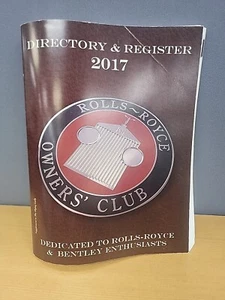 DIRECTORY & REGISTER
2017
ROLLS~ROYCE
OWNERS' CLUB
DEDICATED TO ROLLS-ROYCE
& BENTLEY ENTHUSIASTS